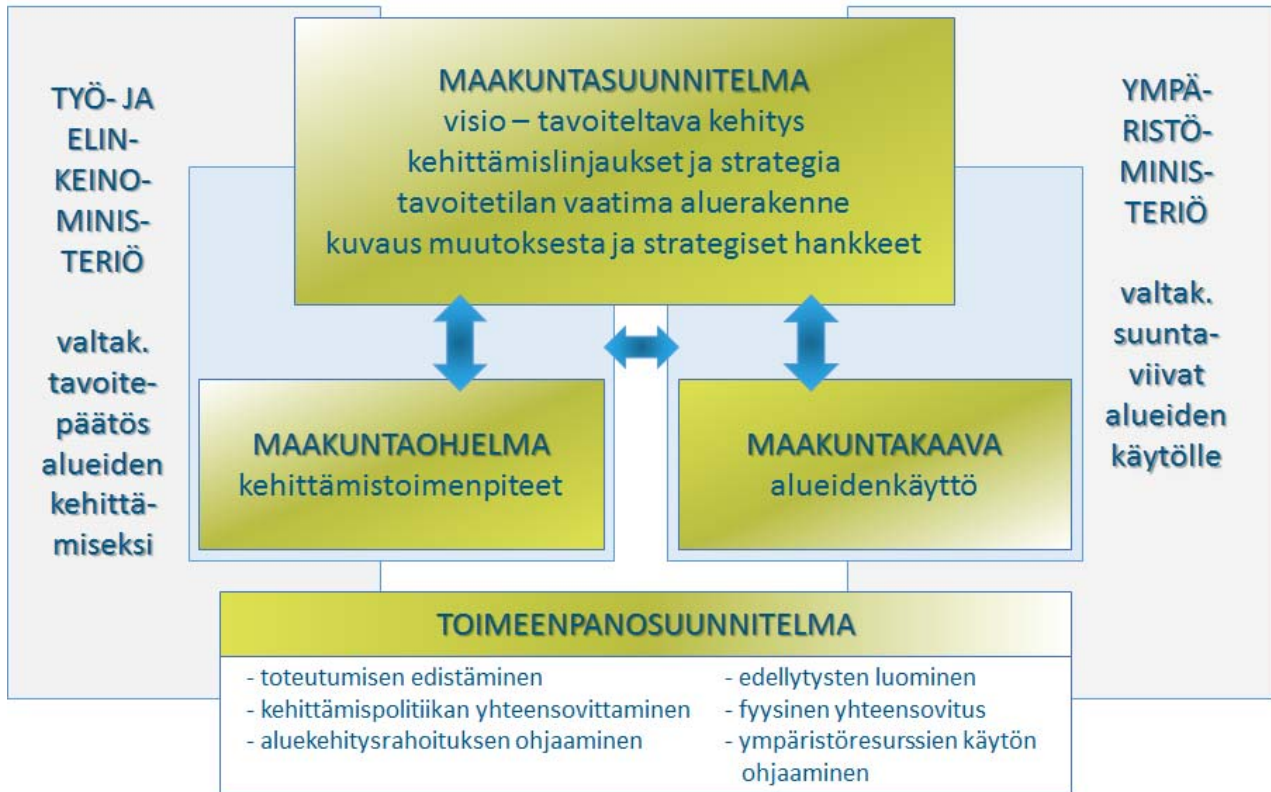 TYÖ- JA
ELIN-
KEINO-
MINIS-
TERIÖ
valtak.
tavoite-
päätös
alueiden
kehittä-
miseksi
MAAKUNTASUUNNITELMA
visio – tavoiteltava kehitys
kehittämislinjaukset ja strategia
tavoitetilan vaatima aluerakenne
kuvaus muutoksesta ja strategiset hankkeet
YMPÄ-
RISTÖ-
MINIS-
TERIÖ
valtak.
suunta-
viivat
alueiden
käytölle
MAAKUNTAOHJELMA
kehittämistoimenpiteet
MAAKUNTAKAAVA
alueidenkäyttö
TOIMEENPANOSUUNNITELMA
- toteutumisen edistäminen
- kehittämispolitiikan yhteensovittaminen
- aluekehitysrahoituksen ohjaaminen
- edellytysten luominen
- fyysinen yhteensovitus
- ympäristöresurssien käytön
ohjaaminen